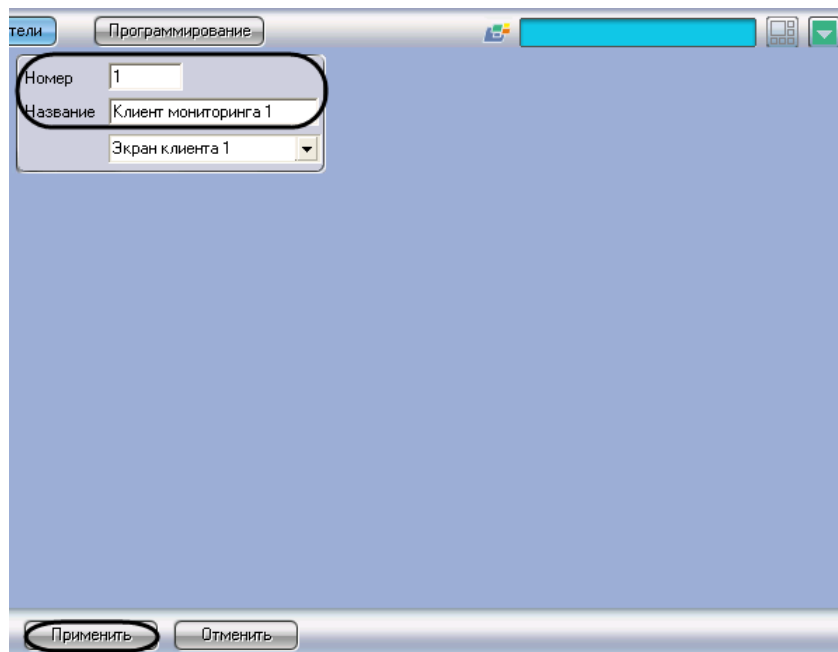 тели Программирование
Номер 1
Название Клиент мониторинга 1
Экран клиента 1
Применить Отменить